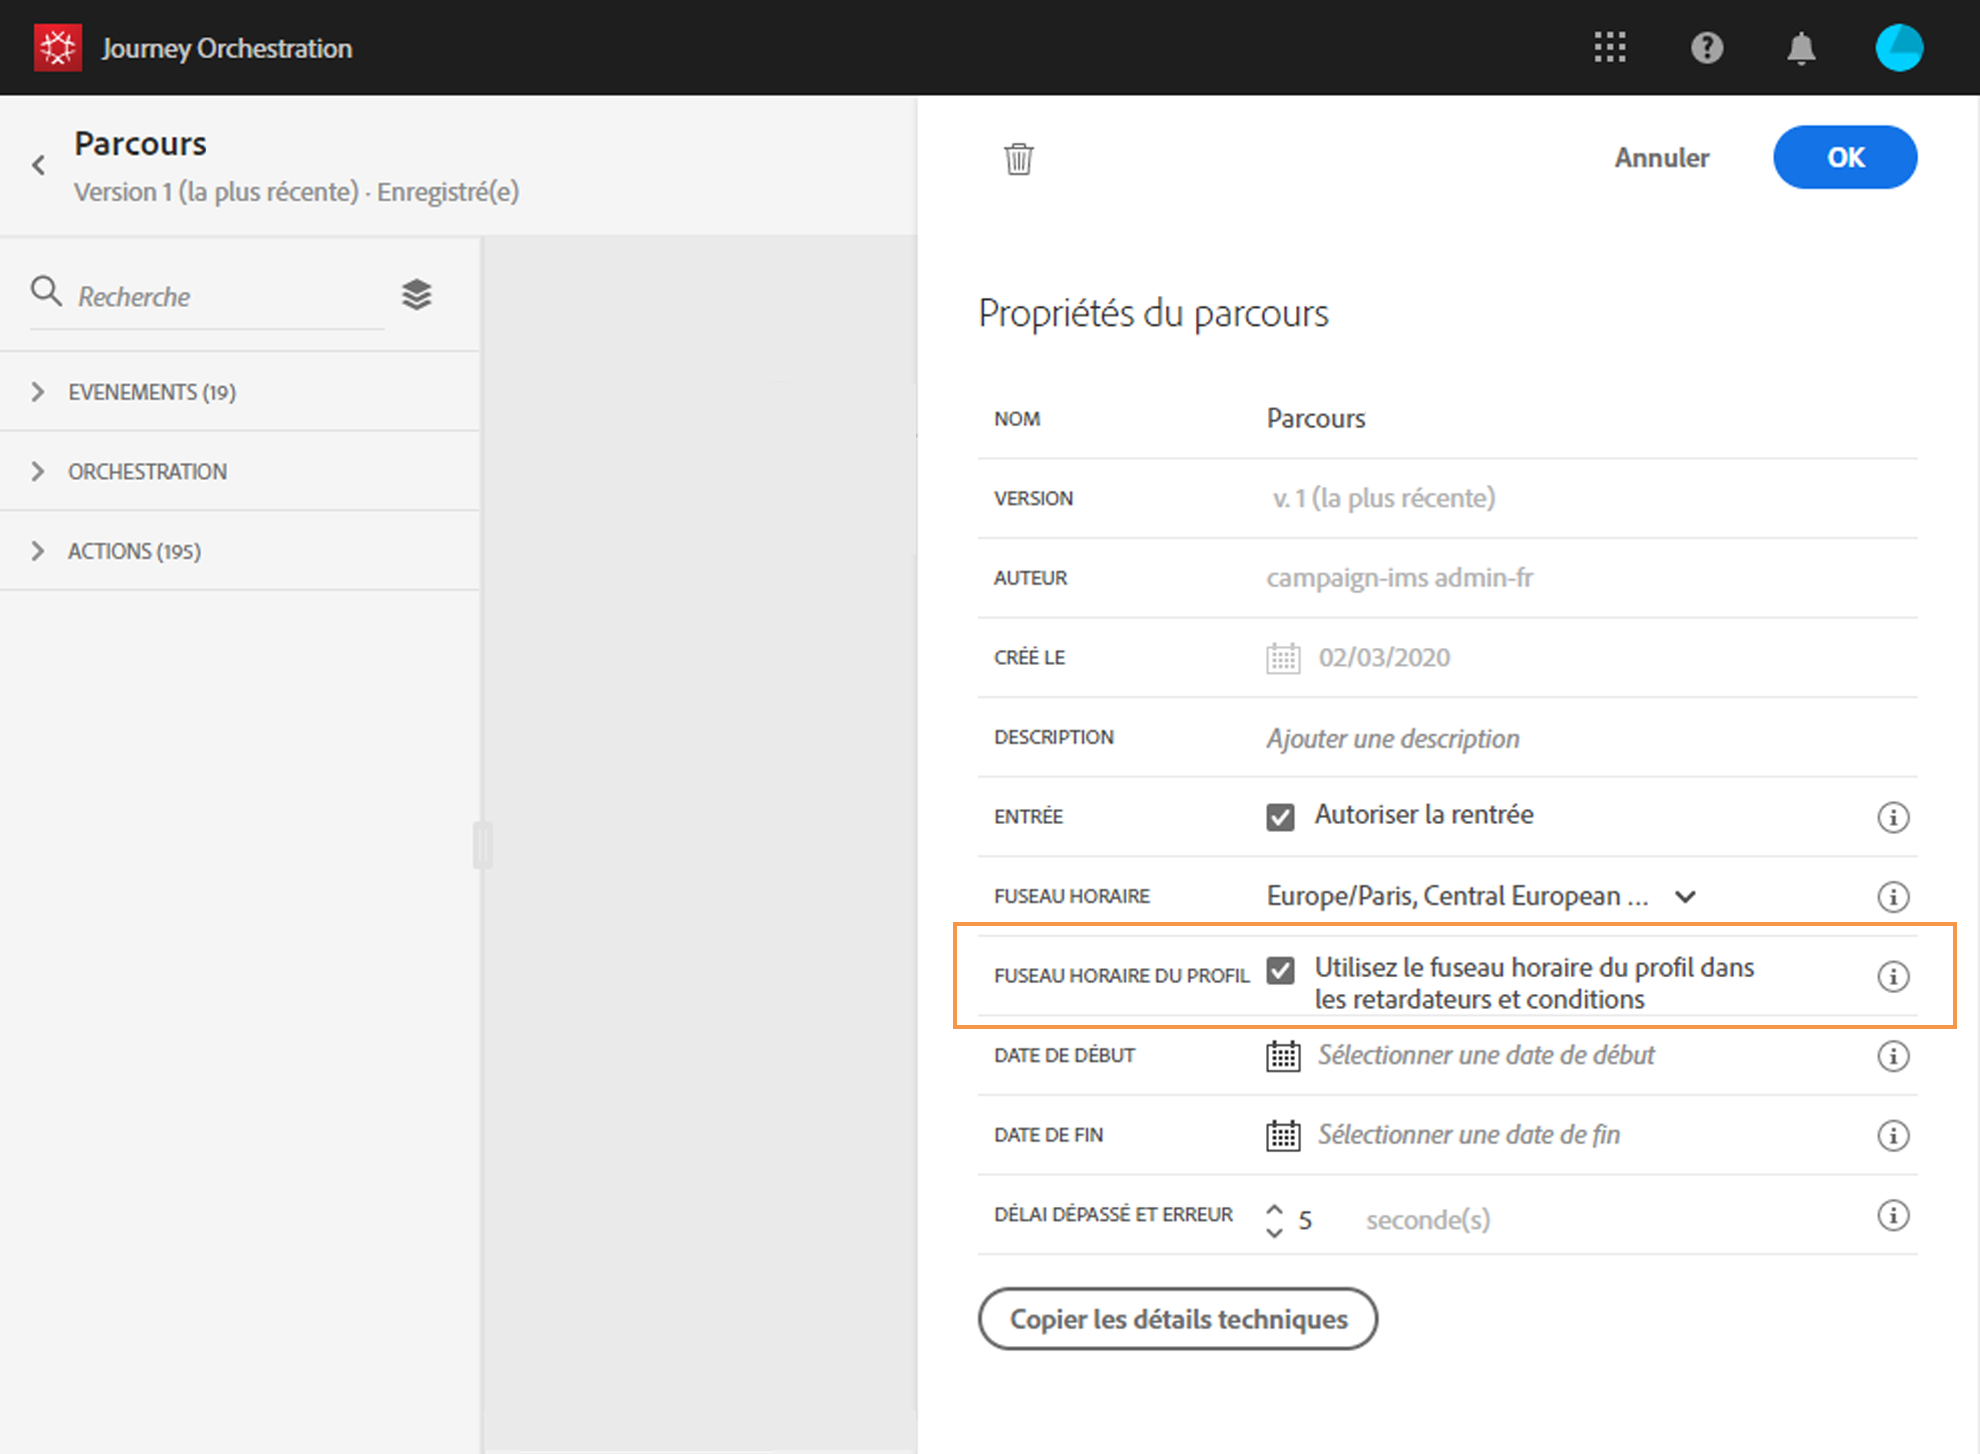 Journey Orchestration
Parcours
Version 1 (la plus récente) · Enregistré(e)
Annuler
OK
Recherche
EVENEMENTS (19)
ORCHESTRATION
ACTIONS (195)
Propriétés du parcours
NOM Parcours
VERSION v. 1 (la plus récente)
AUTEUR campaign-ims admin-fr
CRÉÉ LE 02/03/2020
DESCRIPTION Ajouter une description
ENTRÉE Autoriser la rentrée
FUSEAU HORAIRE Europe/Paris, Central European ...
FUSEAU HORAIRE DU PROFIL Utilisez le fuseau horaire du profil dans
les retardateurs et conditions
DATE DE DÉBUT Sélectionner une date de début
DATE DE FIN Sélectionner une date de fin
DÉLAI DÉPASSÉ ET ERREUR 5 seconde(s)
Copier les détails techniques